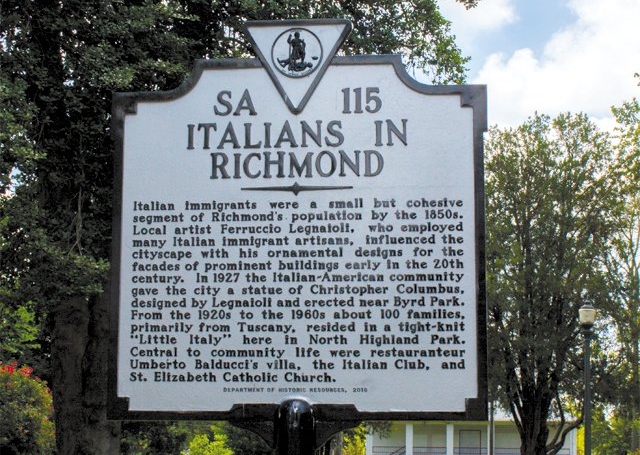 SA 115
ITALIANS IN
RICHMOND
Italian immigrants were a small but cohesive
segment of Richmond's population by the 1850s.
Local artist Ferruccio Legnaioli, who employed
many Italian immigrant artisans, influenced the
cityscape with his ornamental designs for the
facades of prominent buildings early in the 20th
century. In 1927 the Italian-American community
gave the city a statue of Christopher Columbus,
designed by Legnaioli and erected near Byrd Park.
From the 1920s to the 1960s about 100 families,
primarily from Tuscany, resided in a tight-knit
"Little Italy" here in North Highland Park.
Central to community life were restauranteur
Umberto Balducci's villa, the Italian Club, and
St. Elizabeth Catholic Church.
DEPARTMENT OF HISTORIC RESOURCES, 2010